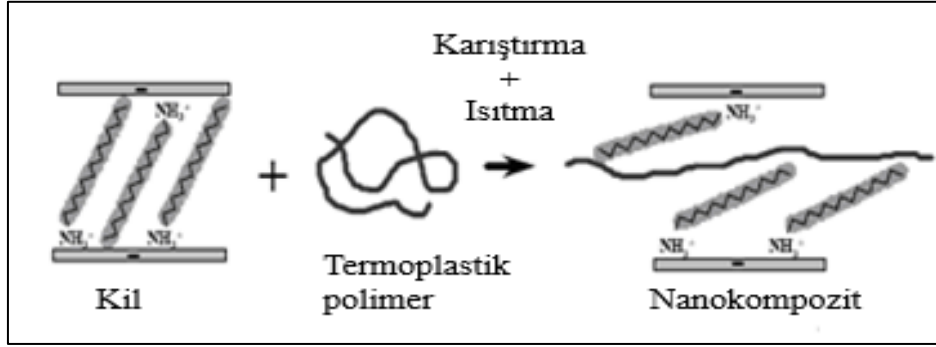 Karıştırma
+
Isıtma
NH₃⁺
NH₃⁺
NH₃⁺ NH₃⁺
+
NH₃⁺ NH₃⁺
Kil
Termoplastik
polimer
Nanokompozit